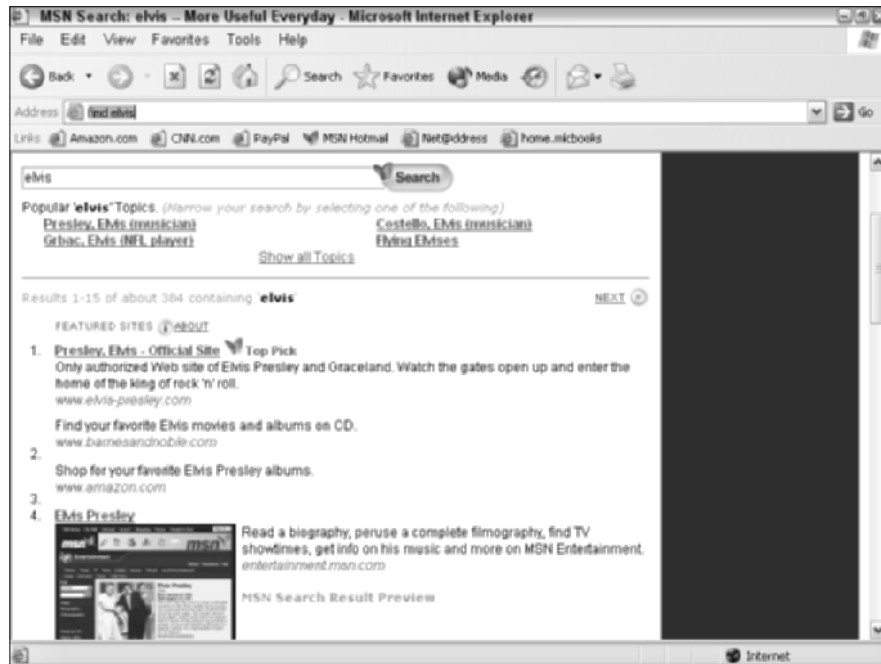 MSN Search: elvis -- More Useful Everyday - Microsoft Internet Explorer
File Edit View Favorites Tools Help
Back Search Favorites Media
Address find elvis Go
Links Amazon.com CNN.com PayPal MSN Hotmail Net@ddress home.micbooks
elvis Search
Popular 'elvis' Topics. (Narrow your search by selecting one of the following)
Presley, Elvis (musician) Costello, Elvis (musician)
Grbac, Elvis (NFL player) Flying Elvises
Show all Topics
Results 1-15 of about 384 containing 'elvis' NEXT
FEATURED SITES ABOUT
1. Presley, Elvis - Official Site Top Pick
Only authorized Web site of Elvis Presley and Graceland. Watch the gates open up and enter the
home of the king of rock 'n' roll.
www.elvis-presley.com
Find your favorite Elvis movies and albums on CD.
www.barnesandnoble.com
2.
Shop for your favorite Elvis Presley albums.
www.amazon.com
3.
4. Elvis Presley
Read a biography, peruse a complete filmography, find TV
showtimes, get info on his music and more on MSN Entertainment.
entertainment.msn.com
MSN Search Result Preview
msn msn
Entertainment
Elvis Presley
Internet